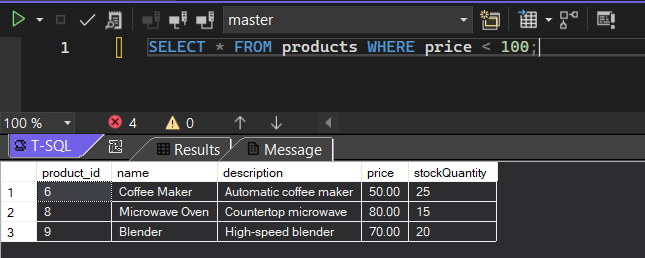 master
1 SELECT * FROM products WHERE price < 100;
100 % 4 0
T-SQL Results Message
product_id name description price stockQuantity
1 6 Coffee Maker Automatic coffee maker 50.00 25
2 8 Microwave Oven Countertop microwave 80.00 15
3 9 Blender High-speed blender 70.00 20